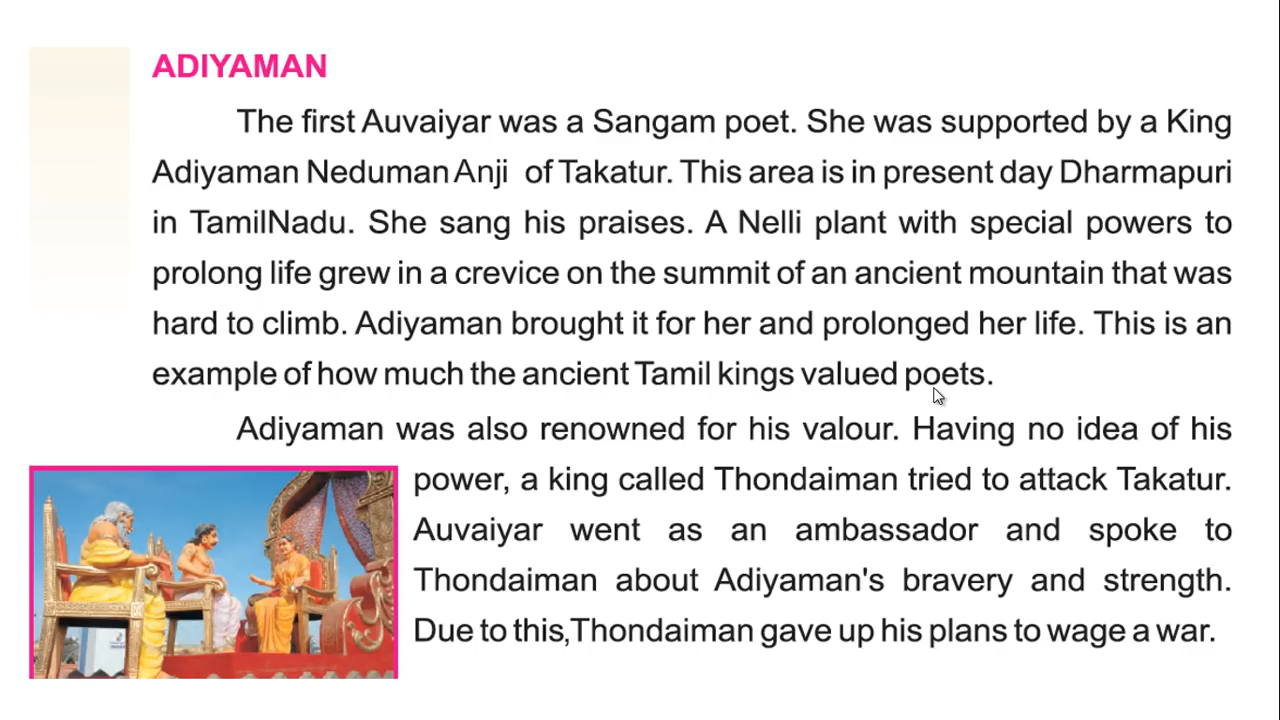 ADIYAMAN
The first Auvaiyar was a Sangam poet. She was supported by a King
Adiyaman Neduman Anji of Takatur. This area is in present day Dharmapuri
in TamilNadu. She sang his praises. A Nelli plant with special powers to
prolong life grew in a crevice on the summit of an ancient mountain that was
hard to climb. Adiyaman brought it for her and prolonged her life. This is an
example of how much the ancient Tamil kings valued poets.
Adiyaman was also renowned for his valour. Having no idea of his
power, a king called Thondaiman tried to attack Takatur.
Auvaiyar went as an ambassador and spoke to
Thondaiman about Adiyaman's bravery and strength.
Due to this,Thondaiman gave up his plans to wage a war.